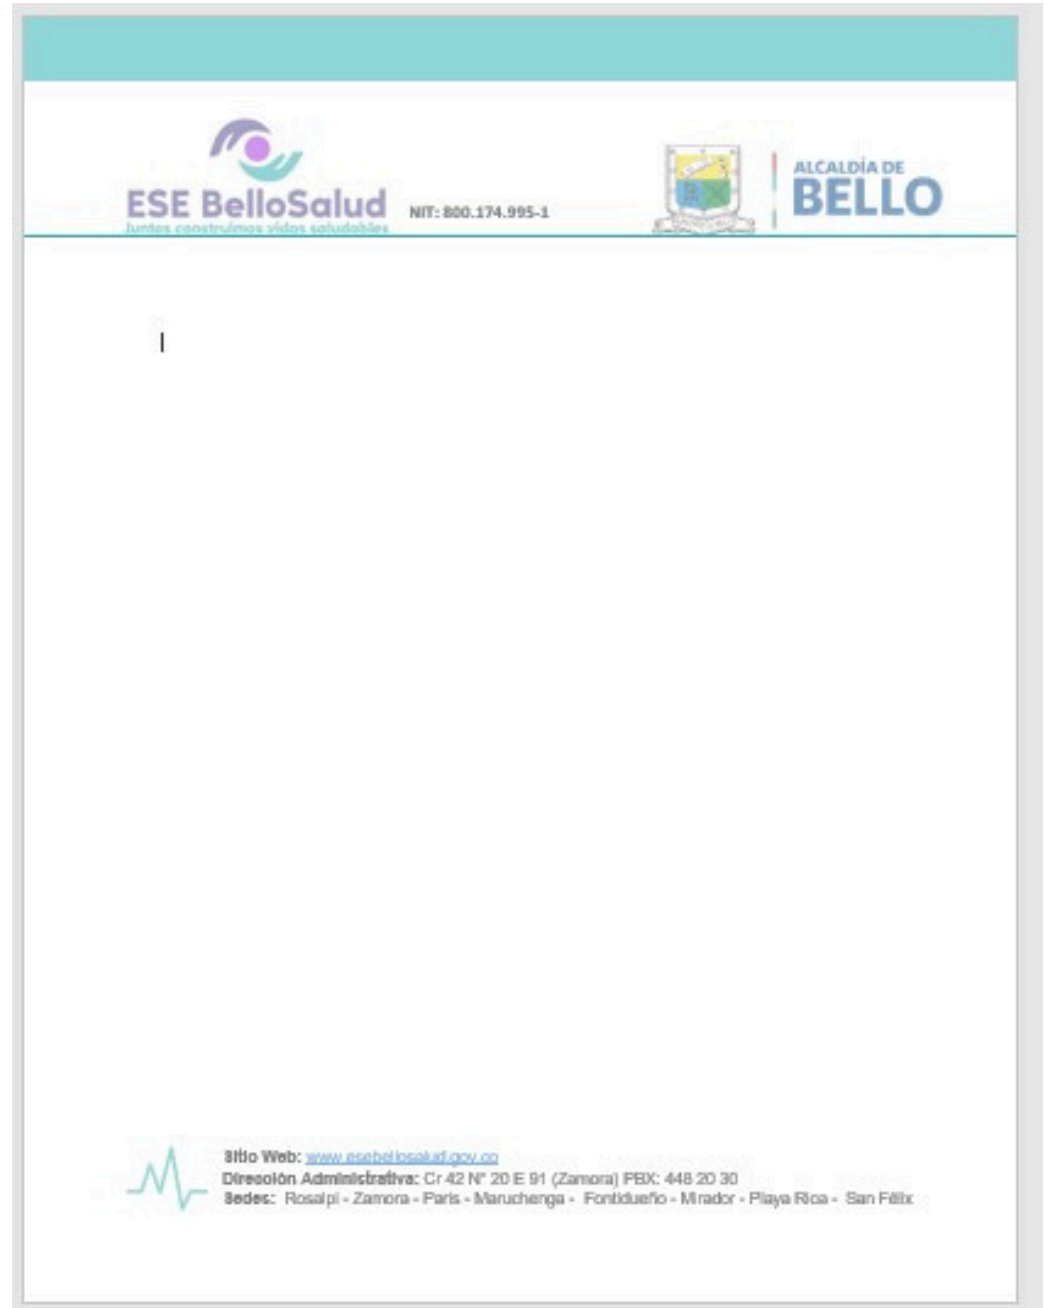 ESE BelloSalud
Juntos construimos vidas saludables
NIT: 800.174.995-1
ALCALDÍA DE
BELLO
Sitio Web: www.esebellosalud.gov.co
Dirección Administrativa: Cr 42 N° 20 E 91 (Zamora) PBX: 448 20 30
Sedes: Rosalpi - Zamora - París - Maruchenga - Fontidueño - Mirador - Playa Rica - San Félix